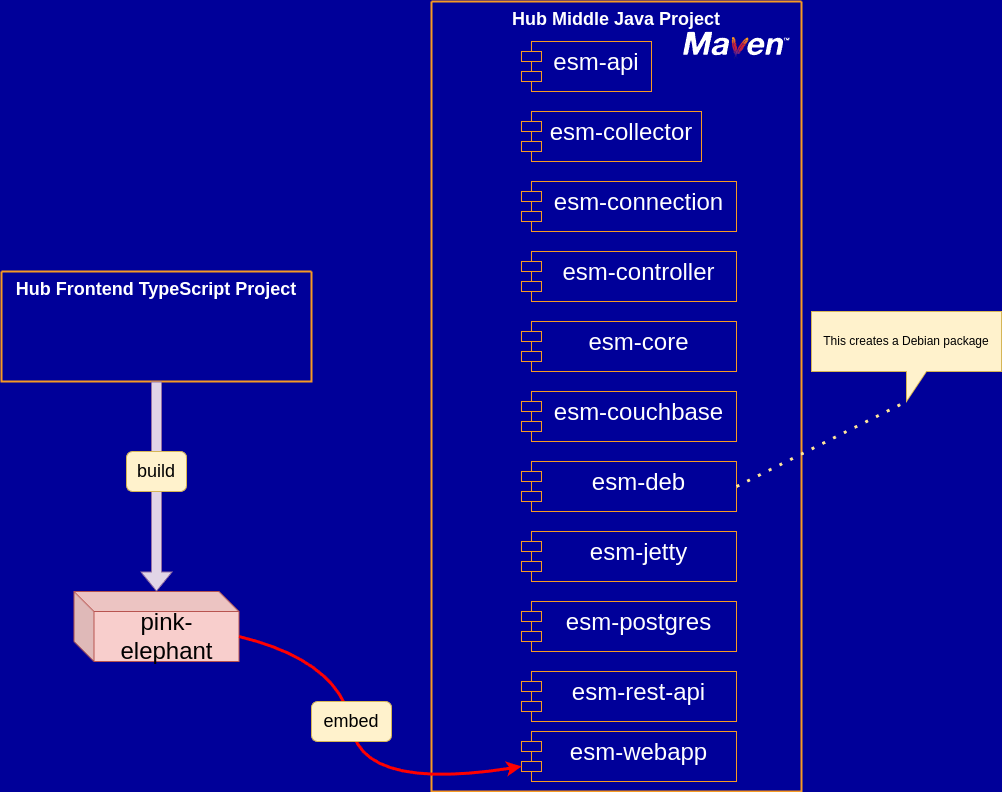 Hub Middle Java Project
Maven™
esm-api
esm-collector
esm-connection
esm-controller
esm-core
esm-couchbase
esm-deb
esm-jetty
esm-postgres
esm-rest-api
esm-webapp
Hub Frontend TypeScript Project
build
pink-
elephant
embed
This creates a Debian package